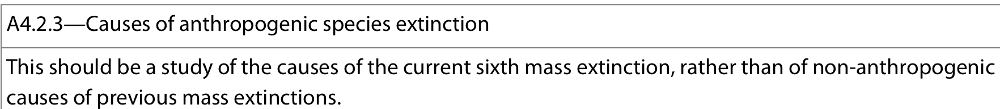 A4.2.3—Causes of anthropogenic species extinction
This should be a study of the causes of the current sixth mass extinction, rather than of non-anthropogenic
causes of previous mass extinctions.